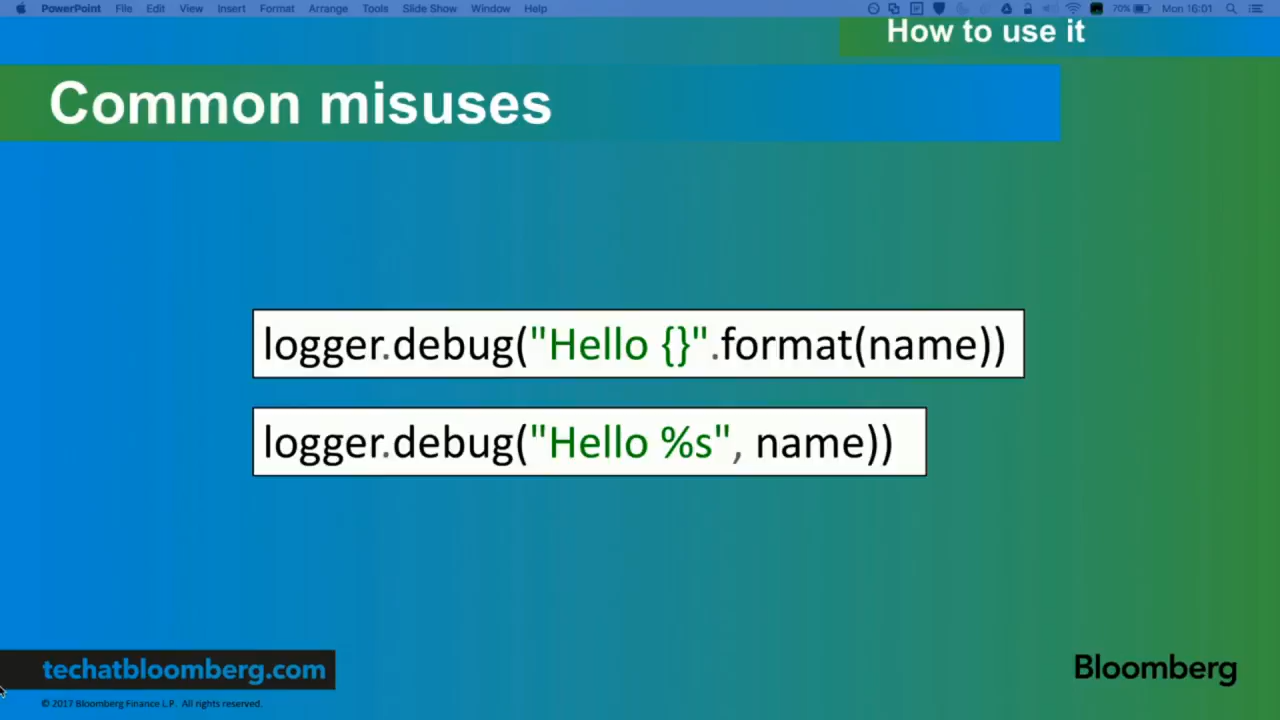 PowerPoint File Edit View Insert Format Arrange Tools Slide Show Window Help 70% Mon 16:01
How to use it
Common misuses
logger.debug("Hello {}".format(name))
logger.debug("Hello %s", name))
techatbloomberg.com
Bloomberg
© 2017 Bloomberg Finance L.P. All rights reserved.